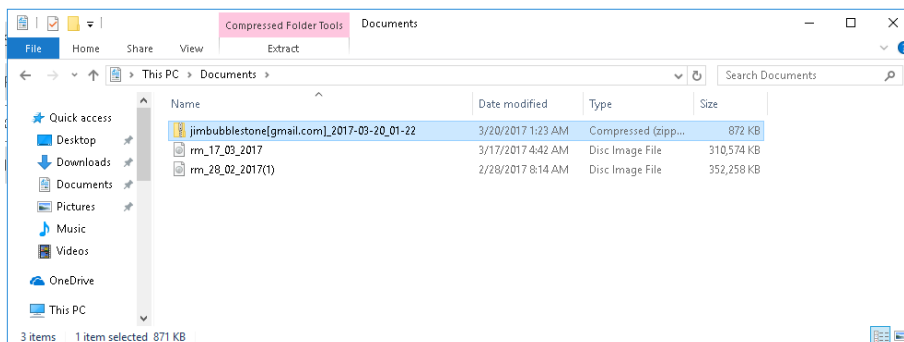 Compressed Folder Tools Documents
File Home Share View Extract
This PC Documents Search Documents
Name Date modified Type Size
Quick access
Desktop
Downloads
Documents
Pictures
Music
Videos
OneDrive
This PC
jimbubblestone[gmail.com]_2017-03-20_01-22 3/20/2017 1:23 AM Compressed (zipp... 872 KB
rm_17_03_2017 3/17/2017 4:42 AM Disc Image File 310,574 KB
rm_28_02_2017(1) 2/28/2017 8:14 AM Disc Image File 352,258 KB
3 items 1 item selected 871 KB